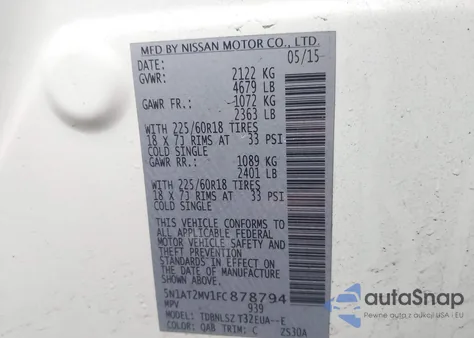 MFD BY NISSAN MOTOR CO., LTD.
DATE: 05/15
GVWR: 2122 KG
4679 LB
GAWR FR.: 1072 KG
2363 LB
WITH 225/60R18 TIRES
18 X 7J RIMS AT 33 PSI
COLD SINGLE
GAWR RR.: 1089 KG
2401 LB
WITH 225/60R18 TIRES
18 X 7J RIMS AT 33 PSI
COLD SINGLE
THIS VEHICLE CONFORMS TO
ALL APPLICABLE FEDERAL
MOTOR VEHICLE SAFETY AND
STANDARDS IN EFFECT ON
THE DATE OF MANUFACTURE
SHOWN ABOVE.
5N1AT2MV1FC878794
MPV 939
MODEL: TDBNLSZ T32EUA--E
COLOR: QAB TRIM: C ZS30A
autoSnap